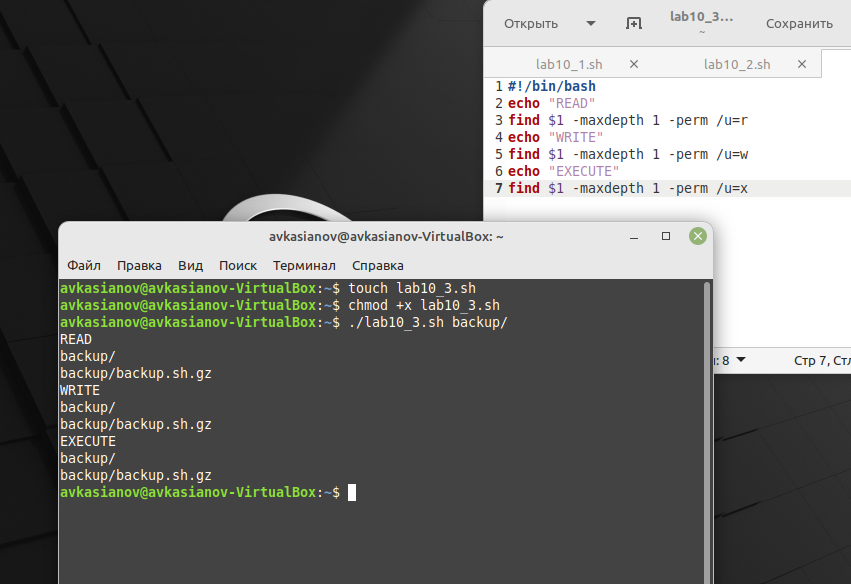 Открыть
lab10_3...
~
Сохранить
lab10_1.sh
lab10_2.sh
1 #!/bin/bash
2 echo "READ"
3 find $1 -maxdepth 1 -perm /u=r
4 echo "WRITE"
5 find $1 -maxdepth 1 -perm /u=w
6 echo "EXECUTE"
7 find $1 -maxdepth 1 -perm /u=x
: 8
Стр 7, Стл
avkasianov@avkasianov-VirtualBox: ~
Файл Правка Вид Поиск Терминал Справка
avkasianov@avkasianov-VirtualBox:~$ touch lab10_3.sh
avkasianov@avkasianov-VirtualBox:~$ chmod +x lab10_3.sh
avkasianov@avkasianov-VirtualBox:~$ ./lab10_3.sh backup/
READ
backup/
backup/backup.sh.gz
WRITE
backup/
backup/backup.sh.gz
EXECUTE
backup/
backup/backup.sh.gz
avkasianov@avkasianov-VirtualBox:~$